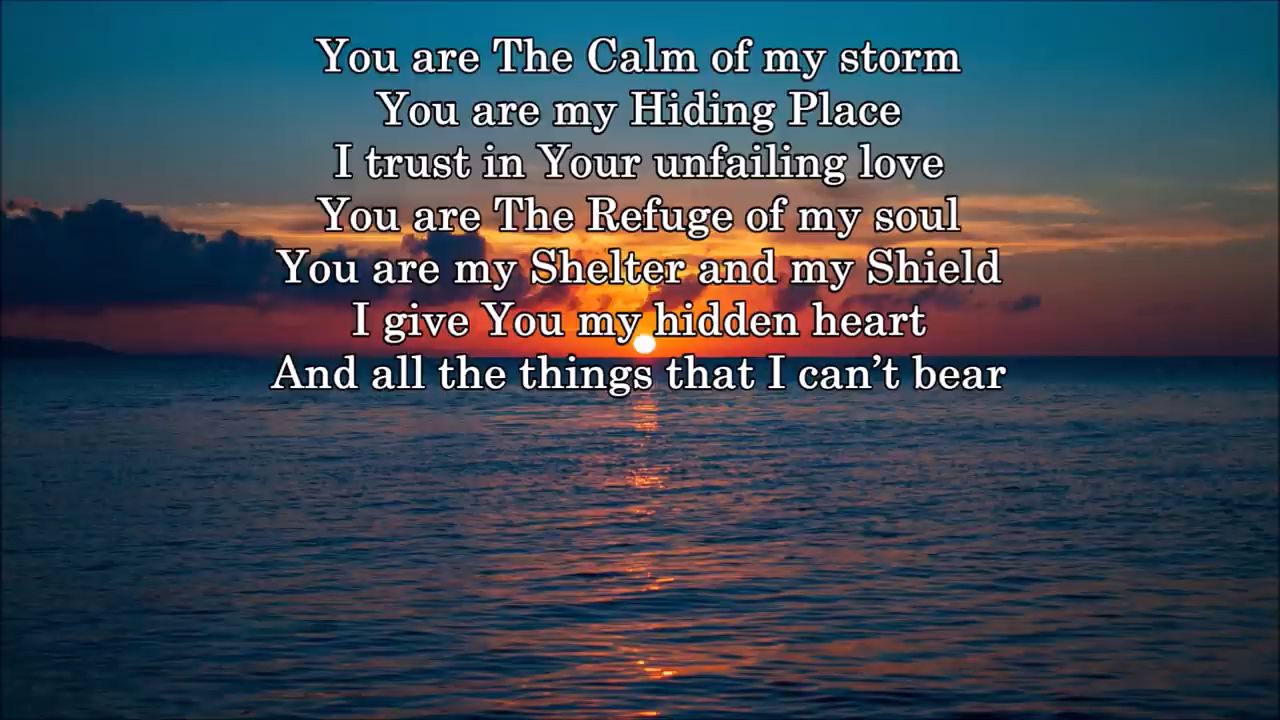 You are The Calm of my storm
You are my Hiding Place
I trust in Your unfailing love
You are The Refuge of my soul
You are my Shelter and my Shield
I give You my hidden heart
And all the things that I can’t bear